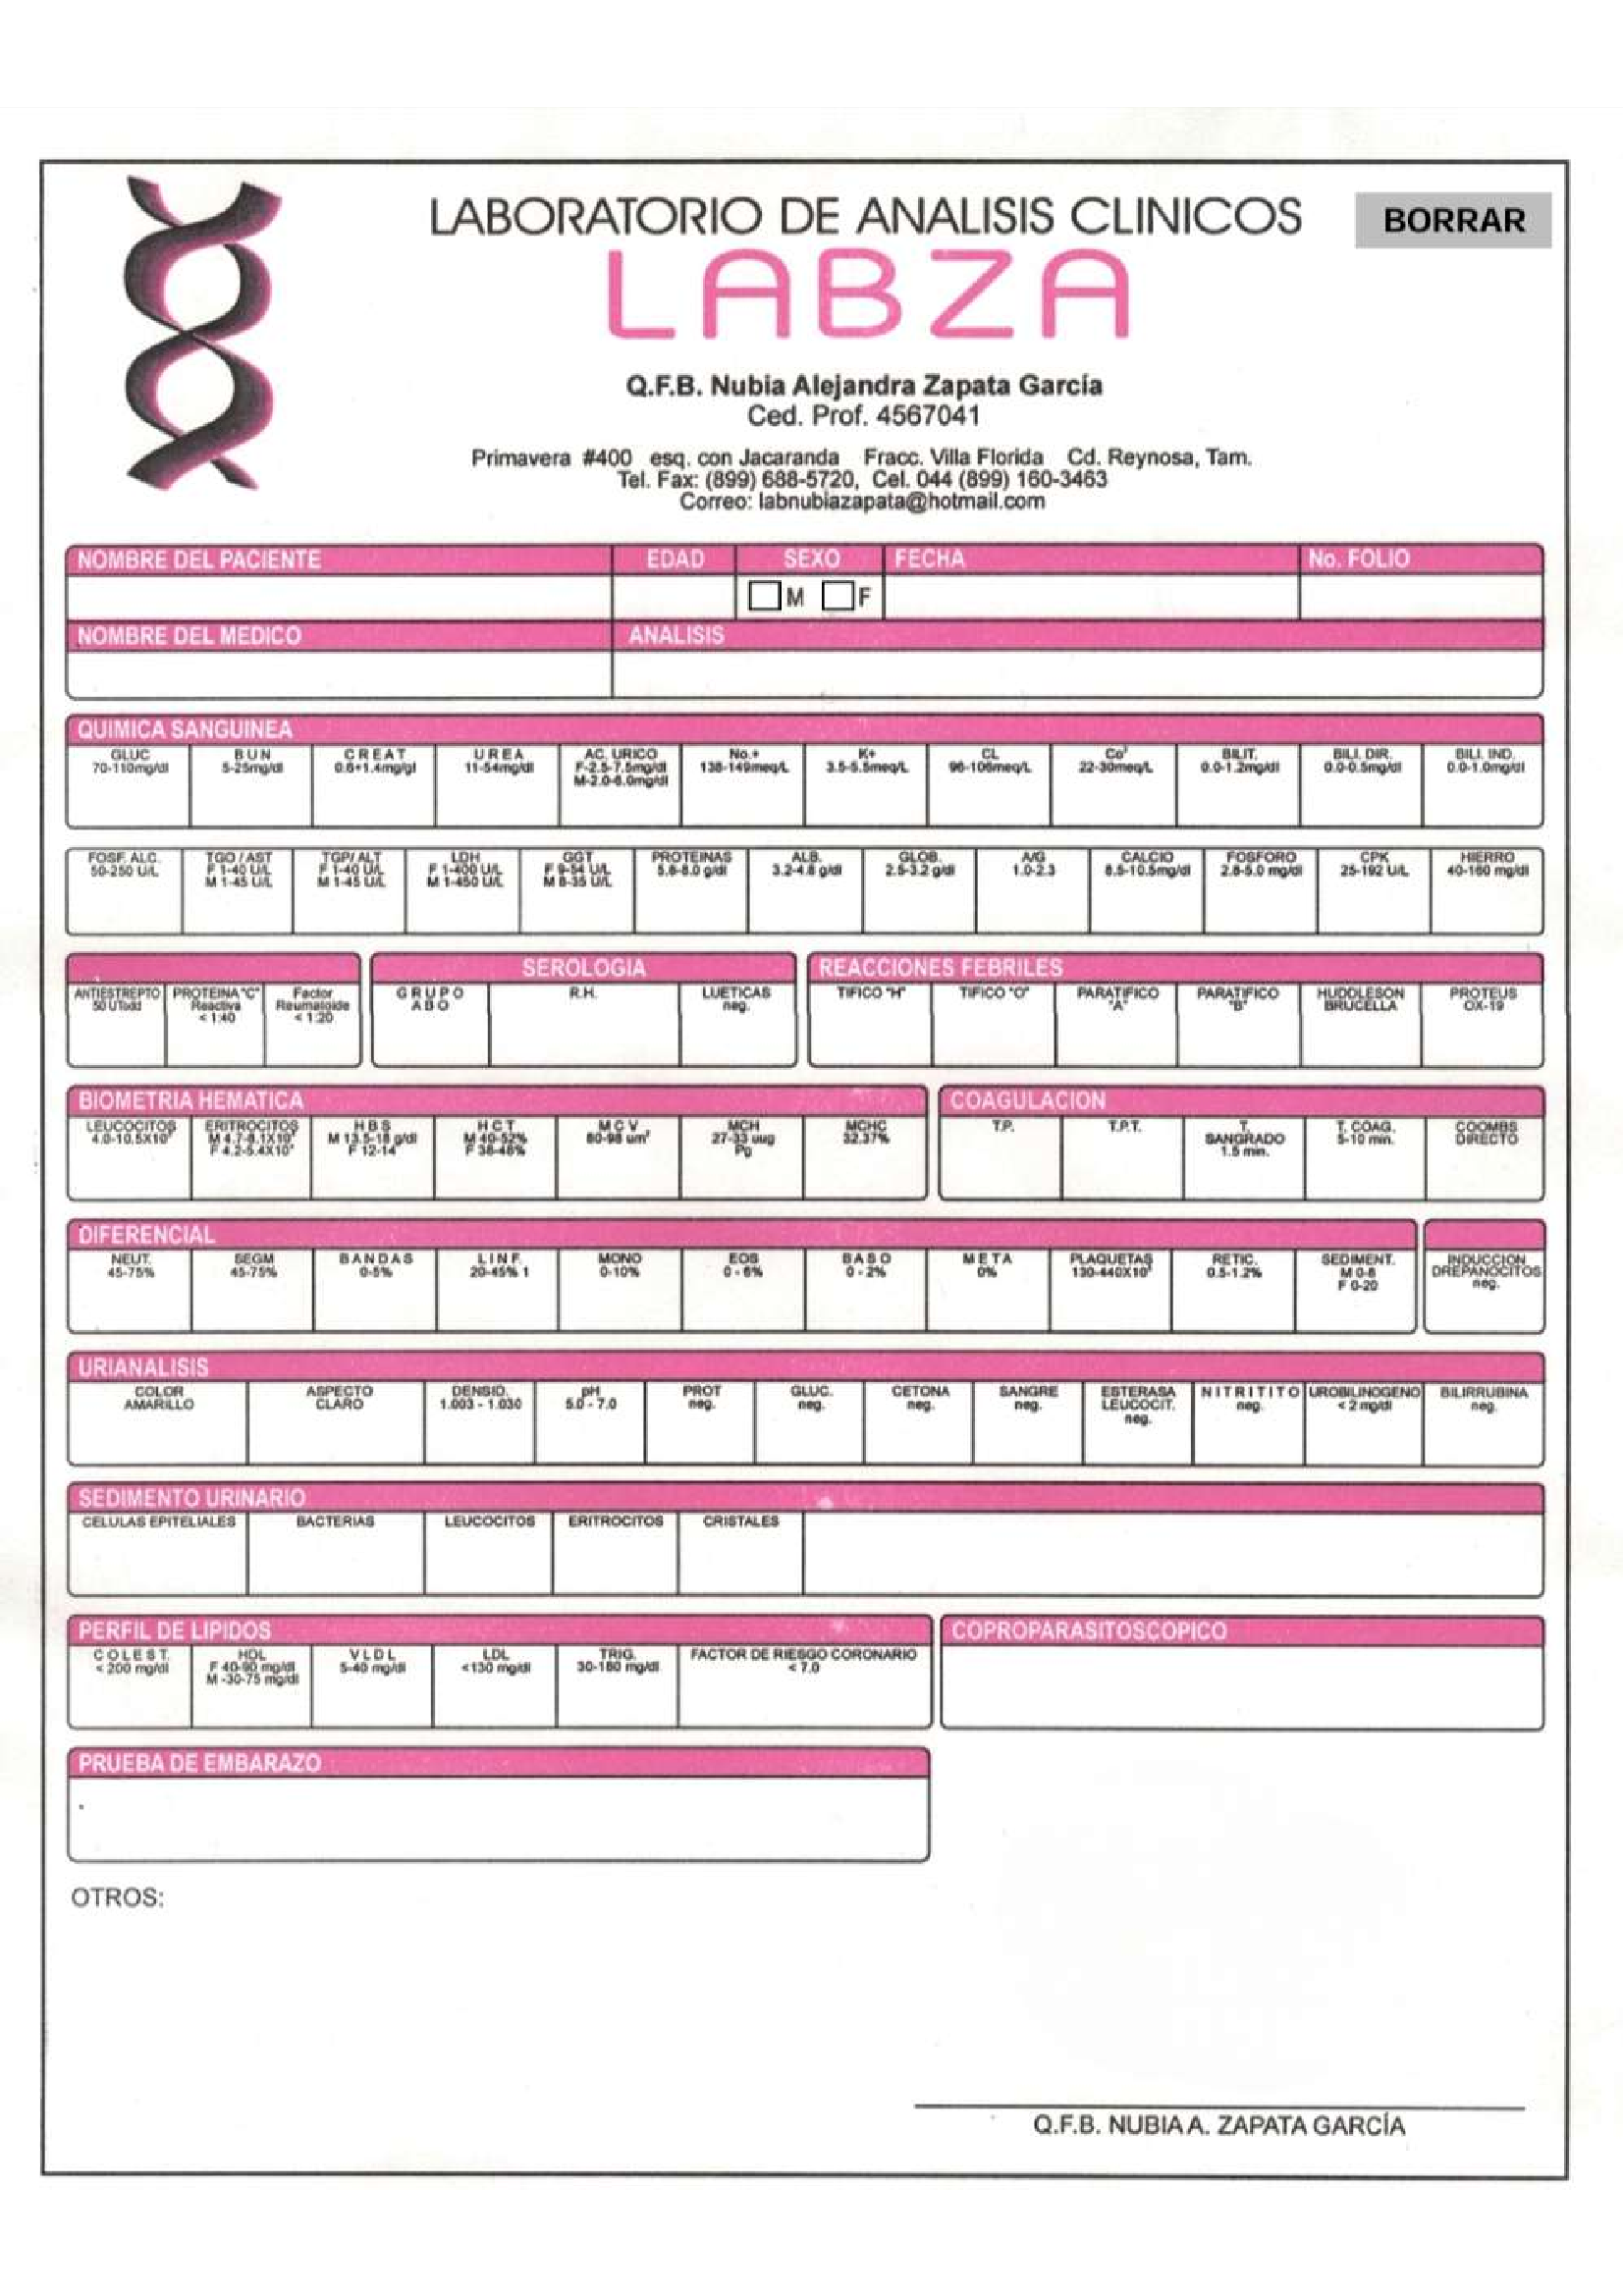 LABORATORIO DE ANALISIS CLINICOS
BORRAR
LABZA
Q.F.B. Nubia Alejandra Zapata García
Ced. Prof. 4567041
Primavera #400 esq. con Jacaranda Fracc. Villa Florida Cd. Reynosa, Tam.
Tel. Fax: (899) 688-5720, Cel. 044 (899) 160-3463
Correo: labnubiazapata@hotmail.com
NOMBRE DEL PACIENTE EDAD SEXO FECHA No. FOLIO
M F
NOMBRE DEL MEDICO ANALISIS
QUIMICA SANGUINEA
GLUC BUN CREAT UREA AC. URICO No.+ K+ CL Co² BILIT. BILI. DIR. BILI. IND.
70-110mg/dl 5-25mg/dl 0.6+1.4mg/gl 11-54mg/dl F-2.5-7.5mg/dl 136-149meq/L 3.5-5.5meq/L 96-106meq/L 22-30meq/L 0.0-1.2mg/dl 0.0-0.5mg/dl 0.0-1.0mg/dl
M-2.0-6.0mg/dl
FOSF. ALC. TGO / AST TGP/ ALT LDH GGT PROTEINAS ALB. GLOB. A/G CALCIO FOSFORO CPK HIERRO
50-250 U/L F 1-40 U/L F 1-40 U/L F 1-400 U/L F 9-54 U/L 5.6-8.0 g/dl 3.2-4.8 g/dl 2.5-3.2 g/dl 1.0-2.3 8.5-10.5mg/dl 2.8-5.0 mg/dl 25-192 U/L 40-160 mg/dl
M 1-45 U/L M 1-45 U/L M 1-450 U/L M 8-35 U/L
SEROLOGIA REACCIONES FEBRILES
ANTIESTREPTO PROTEINA "C" Factor GRUPO R.H. LUETICAS TIFICO "H" TIFICO "O" PARATIFICO PARATIFICO HUDDLESON PROTEUS
50 UTodd Reactiva Reumatoide ABO neg. "A" "B" BRUCELLA OX-19
< 1:40 < 1:20
BIOMETRIA HEMATICA COAGULACION
LEUCOCITOS ERITROCITOS HBS HCT MCV MCH MCHC T.P. T.P.T. T. T. COAG. COOMBS
4.0-10.5X10³ M 13.5-18 g/dl M 40-52% 80-98 um³ 27-33 uug 32.37% SANGRADO 5-10 min. DIRECTO
F 4.2-5.4X10⁶ F 12-14 F 38-48% Pg 1.5 min.
DIFERENCIAL
NEUT. SEGM BANDAS LINF. MONO EOS BASO META PLAQUETAS RETIC. SEDIMENT. INDUCCION
45-75% 45-75% 0-5% 20-45% 1 0-10% 0 - 6% 0 - 2% 0% 130-440X10³ 0.5-1.2% M 0-8 DREPANOCITOS
F 0-20 neg.
URIANALISIS
COLOR ASPECTO DENSID. pH PROT GLUC. CETONA SANGRE ESTERASA NITRITITO UROBILINOGENO BILIRRUBINA
AMARILLO CLARO 1.003 - 1.030 5.0 - 7.0 neg. neg. neg. neg. LEUCOCIT. neg. < 2 mg/dl neg.
neg.
SEDIMENTO URINARIO
CELULAS EPITELIALES BACTERIAS LEUCOCITOS ERITROCITOS CRISTALES
PERFIL DE LIPIDOS COPROPARASITOSCOPICO
COLEST. HDL VLDL LDL TRIG. FACTOR DE RIESGO CORONARIO
< 200 mg/dl F 40-90 mg/dl 5-40 mg/dl <130 mg/dl 30-160 mg/dl < 7.0
M -30-75 mg/dl
PRUEBA DE EMBARAZO
OTROS:
Q.F.B. NUBIA A. ZAPATA GARCÍA